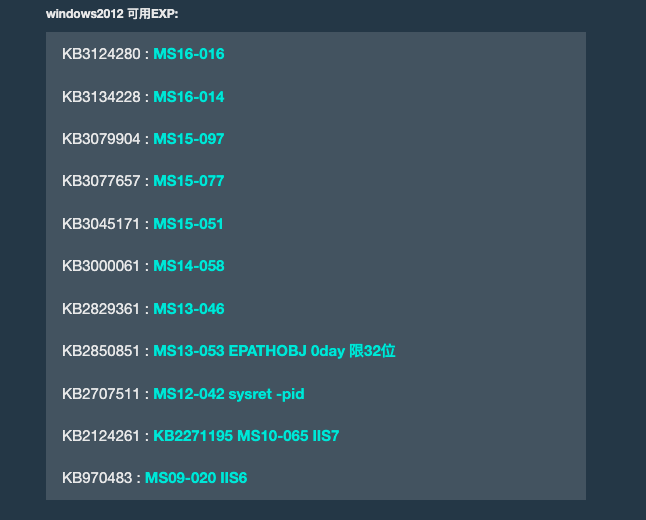 windows2012 可用EXP:
KB3124280 : MS16-016
KB3134228 : MS16-014
KB3079904 : MS15-097
KB3077657 : MS15-077
KB3045171 : MS15-051
KB3000061 : MS14-058
KB2829361 : MS13-046
KB2850851 : MS13-053 EPATHOBJ 0day 限32位
KB2707511 : MS12-042 sysret -pid
KB2124261 : KB2271195 MS10-065 IIS7
KB970483 : MS09-020 IIS6